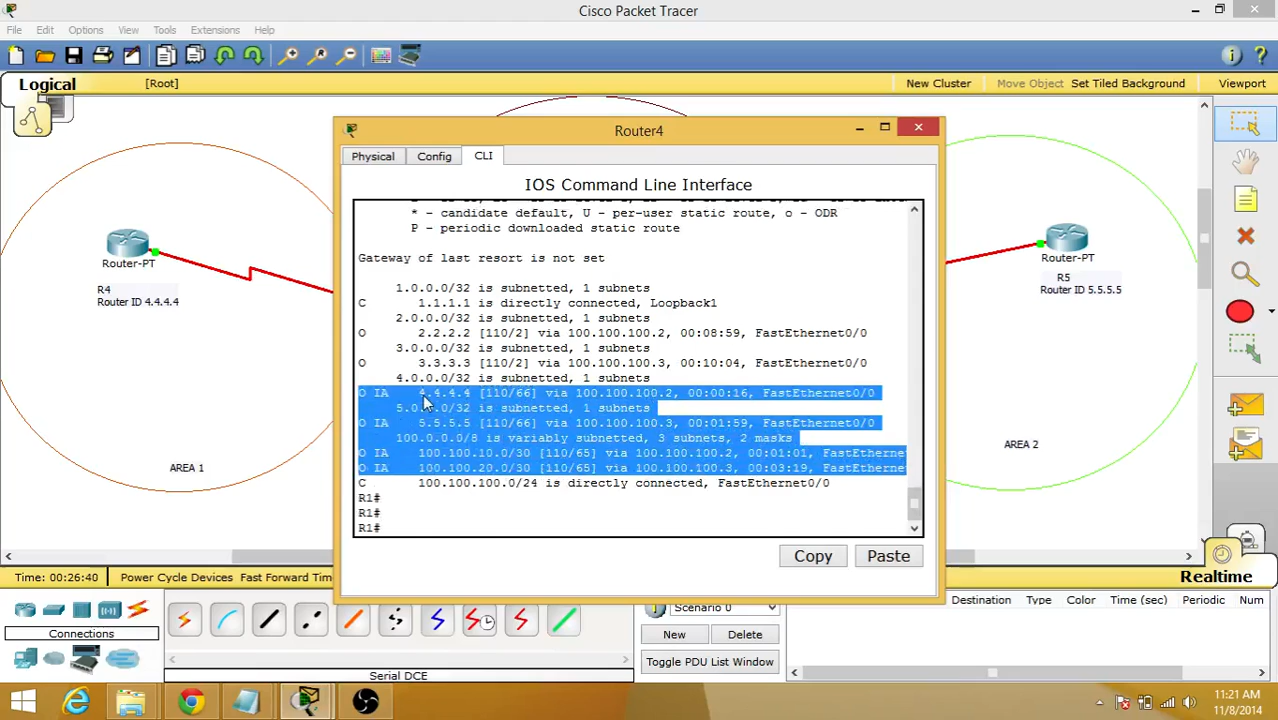 Cisco Packet Tracer
File Edit Options View Tools Extensions Help
Logical [Root] New Cluster Move Object Set Tiled Background Viewport
Router4
Physical Config CLI
IOS Command Line Interface
* - candidate default, U - per-user static route, o - ODR
P - periodic downloaded static route
Gateway of last resort is not set
1.0.0.0/32 is subnetted, 1 subnets
C 1.1.1.1 is directly connected, Loopback1
2.0.0.0/32 is subnetted, 1 subnets
O 2.2.2.2 [110/2] via 100.100.100.2, 00:08:59, FastEthernet0/0
3.0.0.0/32 is subnetted, 1 subnets
O 3.3.3.3 [110/2] via 100.100.100.3, 00:10:04, FastEthernet0/0
4.0.0.0/32 is subnetted, 1 subnets
O IA 4.4.4.4 [110/66] via 100.100.100.2, 00:00:16, FastEthernet0/0
is subnetted, 1 subnets
O IA 5.5.5.5 [110/66] via 100.100.100.3, 00:01:59, FastEthernet0/0
100.0.0.0/8 is variably subnetted, 3 subnets, 2 masks
O IA 100.100.10.0/30 [110/65] via 100.100.100.2, 00:01:01, FastEtherne
O IA 100.100.20.0/30 [110/65] via 100.100.100.3, 00:03:19, FastEtherne
C 100.100.100.0/24 is directly connected, FastEthernet0/0
R1#
R1#
R1#
Copy Paste
Router-PT
R4
Router ID 4.4.4.4
AREA 1
Router-PT
R5
Router ID 5.5.5.5
AREA 2
Time: 00:26:40 Power Cycle Devices Fast Forward Tim
Realtime
Connections
Serial DCE
Scenario 0
New Delete
Toggle PDU List Window
Destination Type Color Time (sec) Periodic Num
11:21 AM
11/8/2014